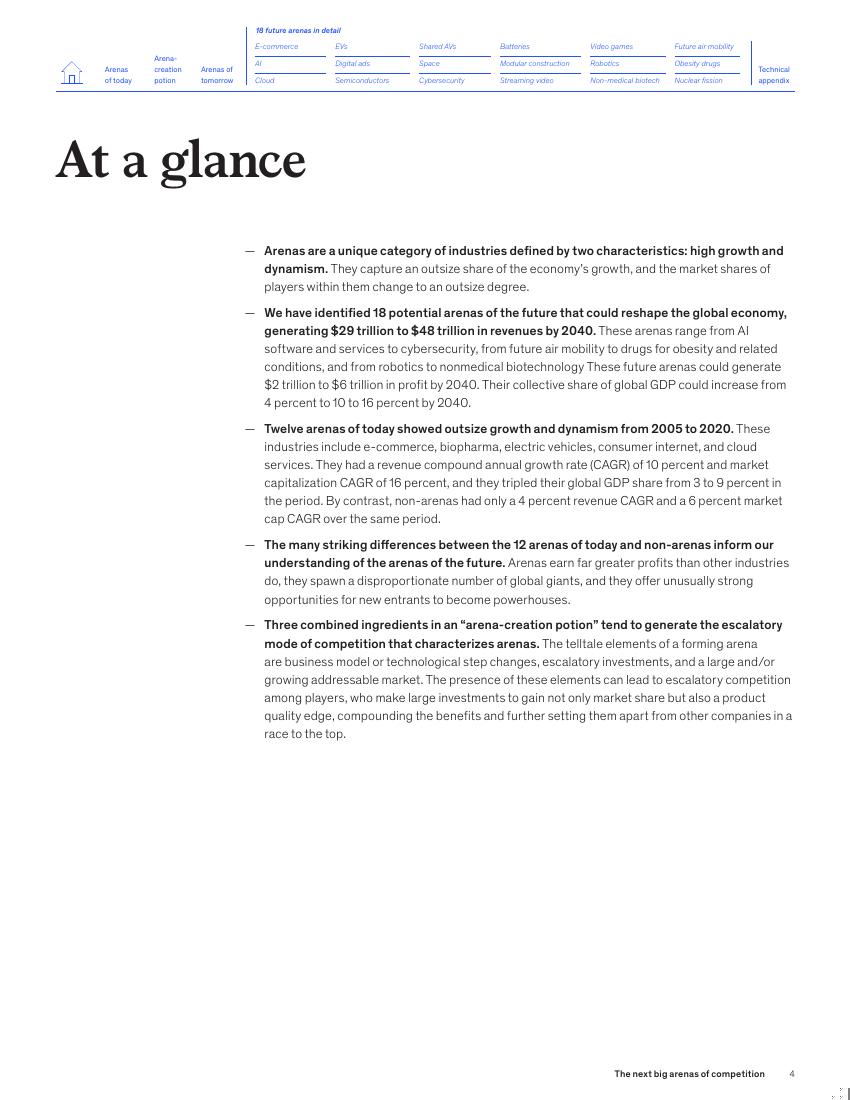 18 future arenas in detail
Arenas
of today
Arena-
creation
potion
Arenas of
tomorrow
E-commerce
EVs
Shared AVs
Batteries
Video games
Future air mobility
AI
Digital ads
Space
Modular construction
Robotics
Obesity drugs
Cloud
Semiconductors
Cybersecurity
Streaming video
Non-medical biotech
Nuclear fission
Technical
appendix
At a glance
— Arenas are a unique category of industries defined by two characteristics: high growth and
dynamism. They capture an outsize share of the economy’s growth, and the market shares of
players within them change to an outsize degree.
— We have identified 18 potential arenas of the future that could reshape the global economy,
generating $29 trillion to $48 trillion in revenues by 2040. These arenas range from AI
software and services to cybersecurity, from future air mobility to drugs for obesity and related
conditions, and from robotics to nonmedical biotechnology These future arenas could generate
$2 trillion to $6 trillion in profit by 2040. Their collective share of global GDP could increase from
4 percent to 10 to 16 percent by 2040.
— Twelve arenas of today showed outsize growth and dynamism from 2005 to 2020. These
industries include e-commerce, biopharma, electric vehicles, consumer internet, and cloud
services. They had a revenue compound annual growth rate (CAGR) of 10 percent and market
capitalization CAGR of 16 percent, and they tripled their global GDP share from 3 to 9 percent in
the period. By contrast, non-arenas had only a 4 percent revenue CAGR and a 6 percent market
cap CAGR over the same period.
— The many striking differences between the 12 arenas of today and non-arenas inform our
understanding of the arenas of the future. Arenas earn far greater profits than other industries
do, they spawn a disproportionate number of global giants, and they offer unusually strong
opportunities for new entrants to become powerhouses.
— Three combined ingredients in an “arena-creation potion” tend to generate the escalatory
mode of competition that characterizes arenas. The telltale elements of a forming arena
are business model or technological step changes, escalatory investments, and a large and/or
growing addressable market. The presence of these elements can lead to escalatory competition
among players, who make large investments to gain not only market share but also a product
quality edge, compounding the benefits and further setting them apart from other companies in a
race to the top.
The next big arenas of competition 4